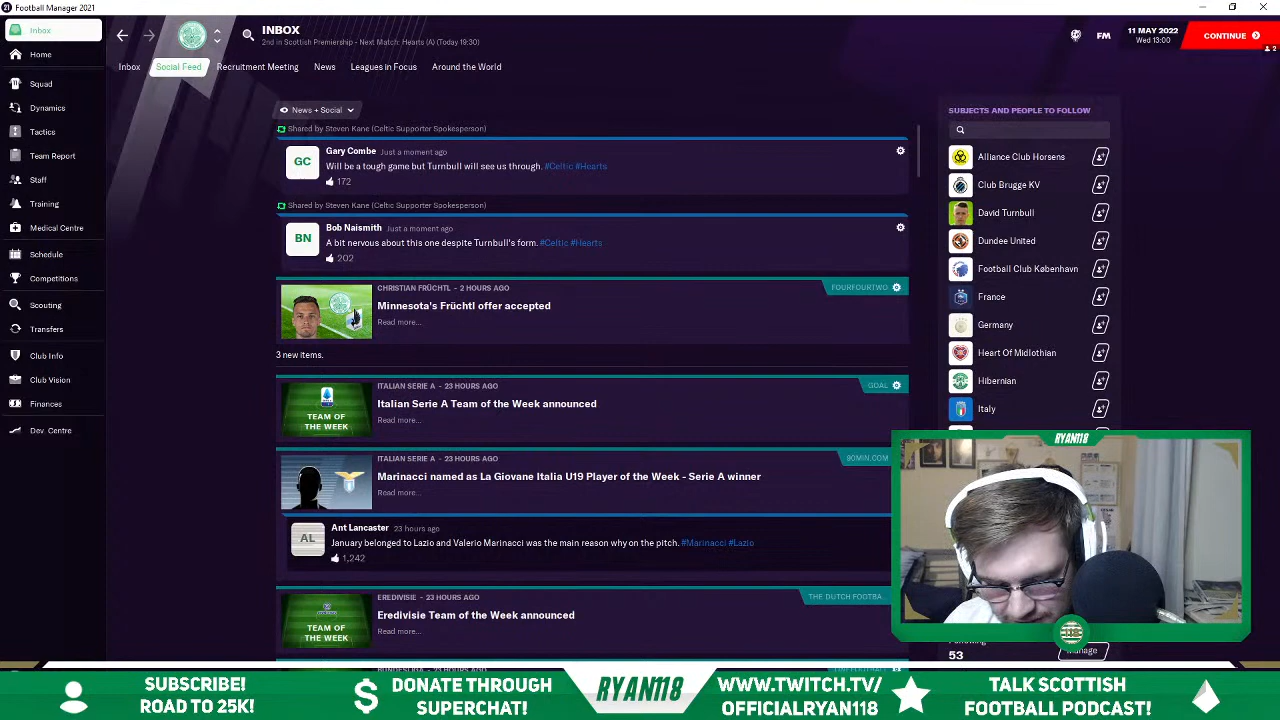 21 Football Manager 2021
Inbox
INBOX
2nd in Scottish Premiership - Next Match: Hearts (A) (Today 19:30)
FM
11 MAY 2022
Wed 13:00
CONTINUE
2
Inbox
Social Feed
Recruitment Meeting
News
Leagues in Focus
Around the World
Home
Squad
Dynamics
Tactics
Team Report
Staff
Training
Medical Centre
Schedule
Competitions
Scouting
Transfers
Club Info
Club Vision
Finances
Dev. Centre
News + Social
Shared by Steven Kane (Celtic Supporter Spokesperson)
GC
Gary Combe Just a moment ago
Will be a tough game but Turnbull will see us through. #Celtic #Hearts
172
Shared by Steven Kane (Celtic Supporter Spokesperson)
BN
Bob Naismith Just a moment ago
A bit nervous about this one despite Turnbull's form. #Celtic #Hearts
202
CHRISTIAN FRÜCHTL - 2 HOURS AGO
FOURFOURTWO
Minnesota's Früchtl offer accepted
Read more...
3 new items.
ITALIAN SERIE A - 23 HOURS AGO
GOAL
TEAM OF
THE WEEK
Italian Serie A Team of the Week announced
Read more...
ITALIAN SERIE A - 23 HOURS AGO
90MIN.COM
Marinacci named as La Giovane Italia U19 Player of the Week - Serie A winner
Read more...
AL
Ant Lancaster 23 hours ago
January belonged to Lazio and Valerio Marinacci was the main reason why on the pitch. #Marinacci #Lazio
1,242
EREDIVISIE - 23 HOURS AGO
THE DUTCH FOOTBA...
TEAM OF
THE WEEK
Eredivisie Team of the Week announced
Read more...
SUBJECTS AND PEOPLE TO FOLLOW
Alliance Club Horsens
Club Brugge KV
David Turnbull
Dundee United
Football Club København
France
Germany
Heart Of Midlothian
Hibernian
Italy
RYAN118
118
53
Manage
SUBSCRIBE!
ROAD TO 25K!
DONATE THROUGH
SUPERCHAT!
RYAN118
WWW.TWITCH.TV/
OFFICIALRYAN118
TALK SCOTTISH
FOOTBALL PODCAST!